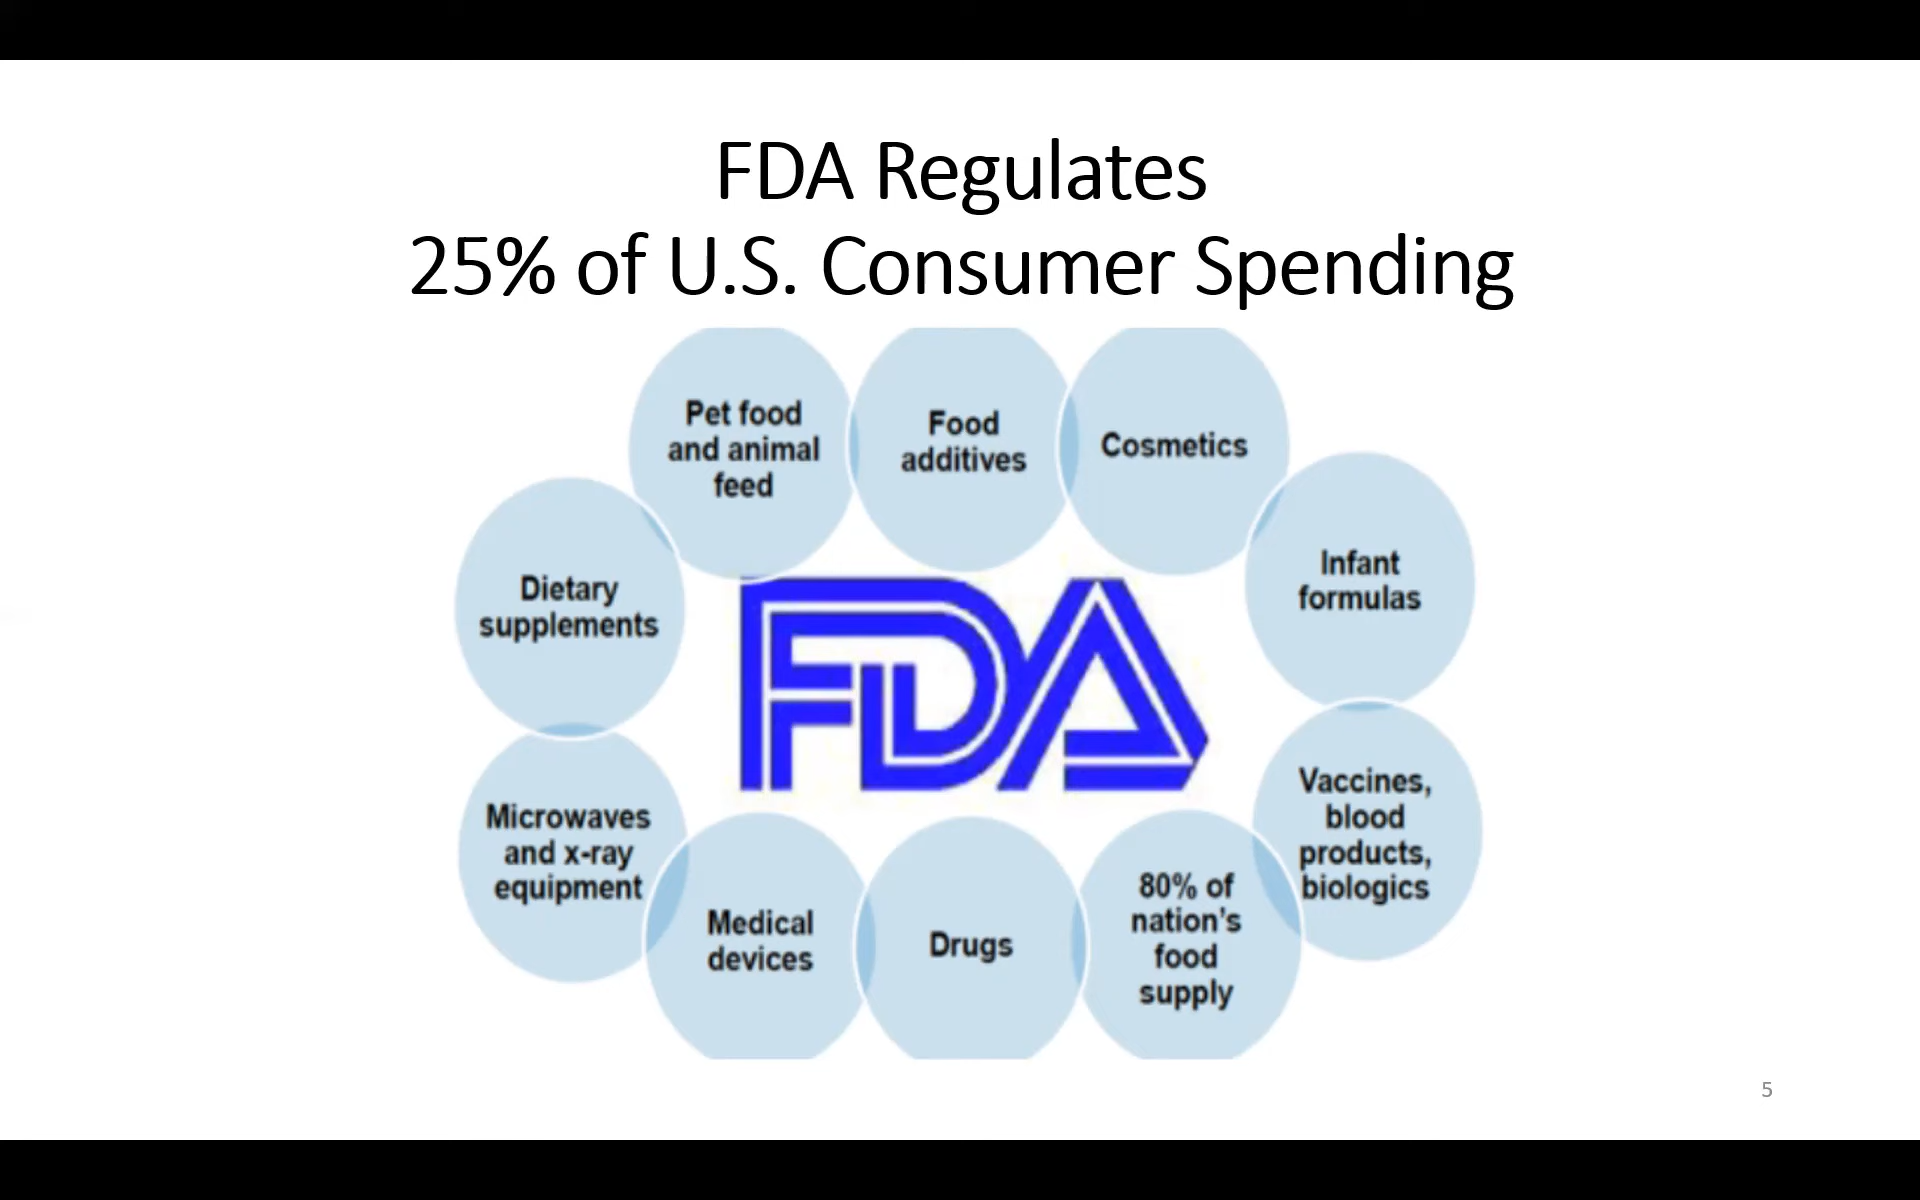 FDA Regulates
25% of U.S. Consumer Spending
Pet food
and animal
feed
Food
additives
Cosmetics
Infant
formulas
Vaccines,
blood
products,
biologics
80% of
nation's
food
supply
Drugs
Medical
devices
Microwaves
and x-ray
equipment
Dietary
supplements
FDA
5